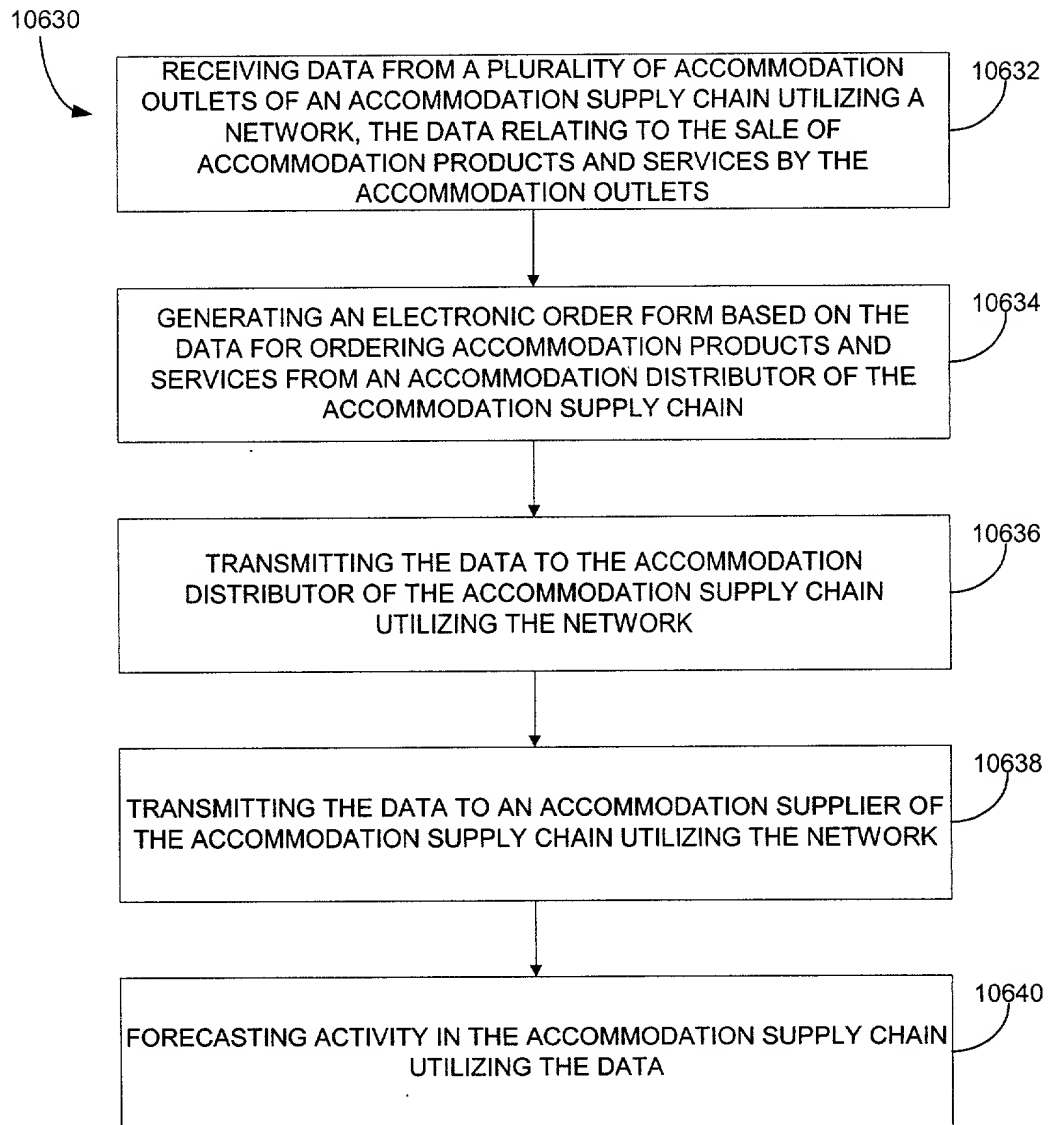 10630
RECEIVING DATA FROM A PLURALITY OF ACCOMMODATION
OUTLETS OF AN ACCOMMODATION SUPPLY CHAIN UTILIZING A
NETWORK, THE DATA RELATING TO THE SALE OF
ACCOMMODATION PRODUCTS AND SERVICES BY THE
ACCOMMODATION OUTLETS
10632
GENERATING AN ELECTRONIC ORDER FORM BASED ON THE
DATA FOR ORDERING ACCOMMODATION PRODUCTS AND
SERVICES FROM AN ACCOMMODATION DISTRIBUTOR OF THE
ACCOMMODATION SUPPLY CHAIN
10634
TRANSMITTING THE DATA TO THE ACCOMMODATION
DISTRIBUTOR OF THE ACCOMMODATION SUPPLY CHAIN
UTILIZING THE NETWORK
10636
TRANSMITTING THE DATA TO AN ACCOMMODATION SUPPLIER OF
THE ACCOMMODATION SUPPLY CHAIN UTILIZING THE NETWORK
10638
FORECASTING ACTIVITY IN THE ACCOMMODATION SUPPLY CHAIN
UTILIZING THE DATA
10640